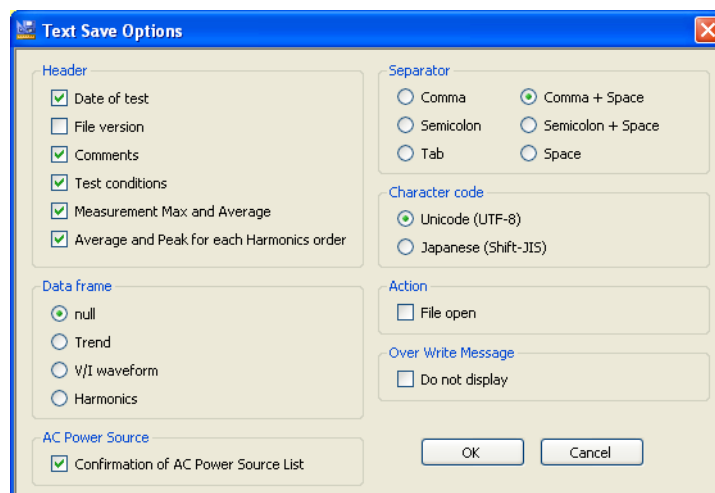 Text Save Options
Header
Date of test
File version
Comments
Test conditions
Measurement Max and Average
Average and Peak for each Harmonics order
Data frame
null
Trend
V/I waveform
Harmonics
AC Power Source
Confirmation of AC Power Source List
Separator
Comma
Comma + Space
Semicolon
Semicolon + Space
Tab
Space
Character code
Unicode (UTF-8)
Japanese (Shift-JIS)
Action
File open
Over Write Message
Do not display
OK
Cancel